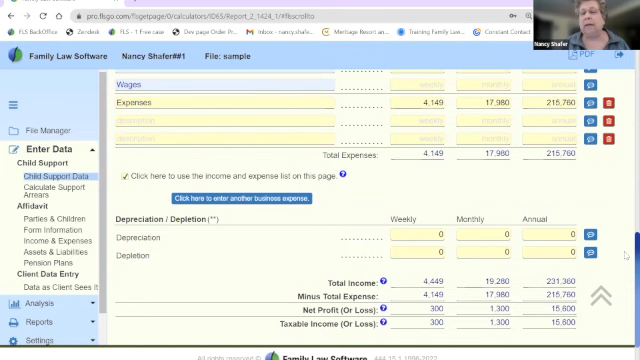 pro.flsgo.com/flsgetpage/0/calculators/ID65/Report_2_1424_1/*#flsscrollto
FLS BackOffice
Zendesk
FLS - 1 Free case
Dev page Order pro...
Inbox - nancy.shafe...
Meritage Resort an...
Training Family Law...
Constant Contact
Family Law Software
Nancy Shafer##1
File: sample
PDF
Nancy Shafer
File Manager
Enter Data
Child Support
Child Support Data
Calculate Support
Arrears
Affidavit
Parties & Children
Form Information
Income & Expenses
Assets & Liabilities
Pension Plans
Client Data Entry
Data as Client Sees It
Analysis
Reports
Settings
Wages weekly monthly annual
Expenses 4,149 17,980 215,760
description weekly monthly annual
description weekly monthly annual
Total Expenses: 4,149 17,980 215,760
Click here to use the income and expense list on this page.
Click here to enter another business expense.
Depreciation / Depletion (**) Weekly Monthly Annual
Depreciation ........... 0 0 0
Depletion ........... 0 0 0
Total Income: 4,449 19,280 231,360
Minus Total Expense: 4,149 17,980 215,760
Net Profit (or Loss): 300 1,300 15,600
Taxable Income (Or Loss): 300 1,300 15,600
All rights reserved ©
Family Law Software
444.15.1 1996-2022